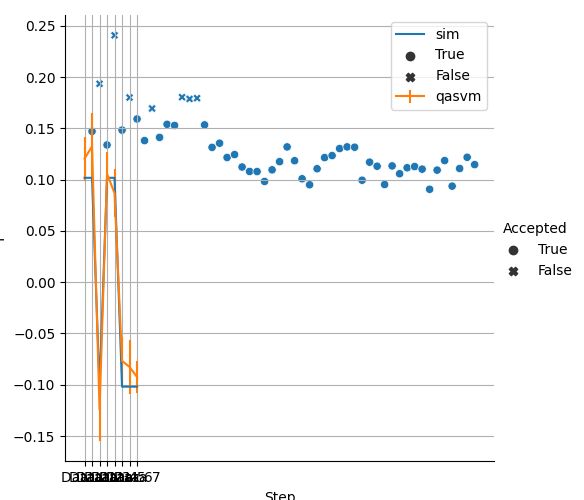 0.25
0.20
0.15
0.10
0.05
0.00
−0.05
−0.10
−0.15
sim
True
False
qasvm
Accepted
True
False
Step